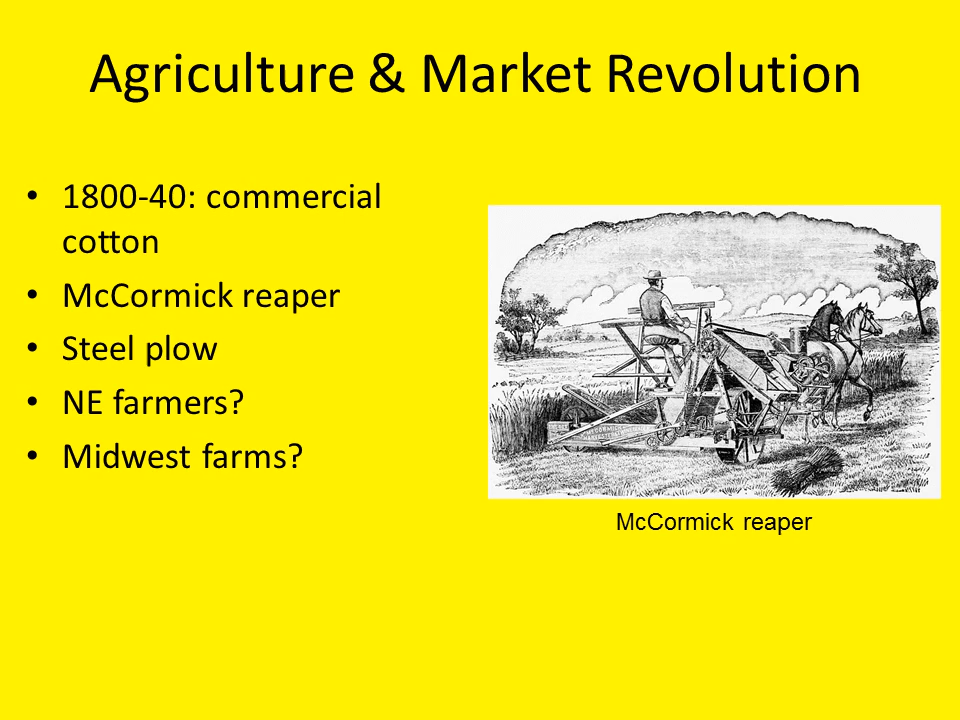 Agriculture & Market Revolution
• 1800-40: commercial
cotton
• McCormick reaper
• Steel plow
• NE farmers?
• Midwest farms?
McCormick reaper